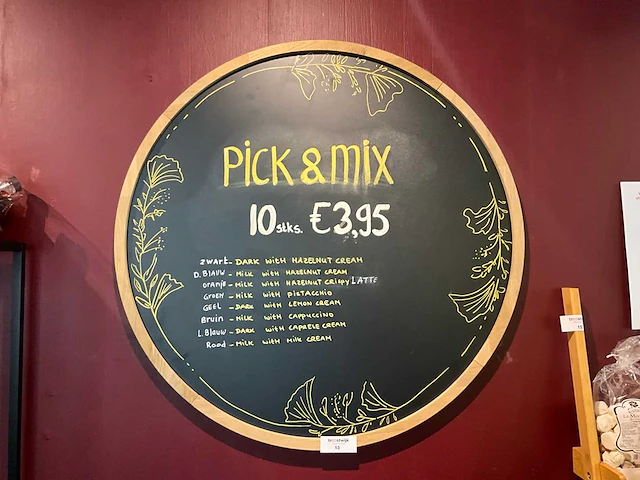 PiCK & MiX
10 stks. €3,95
Zwart - DARK with HAZELNUT CREAM
D. BLAUW - MILK with HAZELNUT CREAM
oranje - MILK with HAZELNUT CRispy LATTE
GROEN - MILK with pisTACCHIO
GEEL - DARK with LEMON CREAM
BRuin - MILK with CAPPUCCINO
L. BLAUW - DARK with CAPRESE CREAM
Rood - MILK with MILK CREAM